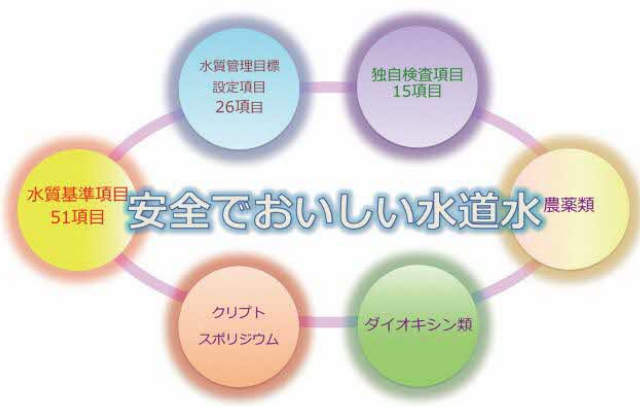 水質管理目標
設定項目
26項目
独自検査項目
15項目
水質基準項目
51項目
安全でおいしい水道水
農薬類
クリプト
スポリジウム
ダイオキシン類